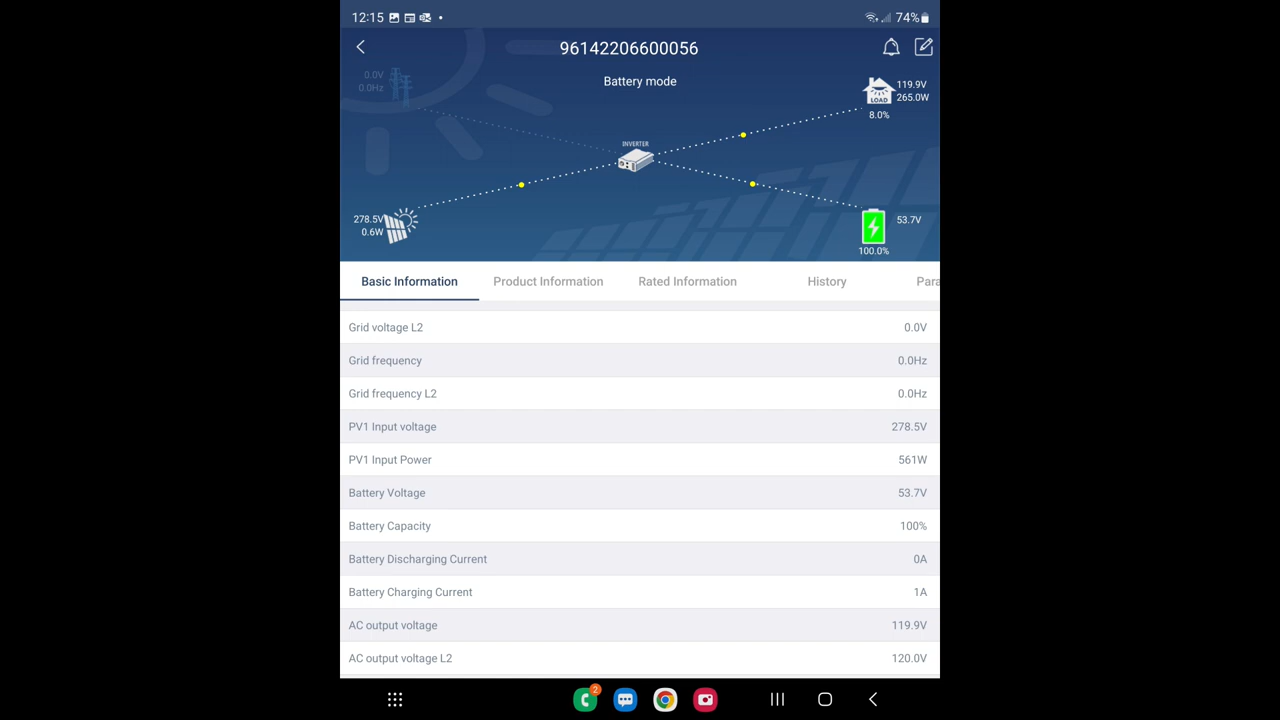 12:15
74%
96142206600056
Battery mode
0.0V
0.0Hz
119.9V
265.0W
LOAD
8.0%
INVERTER
278.5V
0.6W
53.7V
100.0%
Basic Information Product Information Rated Information History Para
Grid voltage L2 0.0V
Grid frequency 0.0Hz
Grid frequency L2 0.0Hz
PV1 Input voltage 278.5V
PV1 Input Power 561W
Battery Voltage 53.7V
Battery Capacity 100%
Battery Discharging Current 0A
Battery Charging Current 1A
AC output voltage 119.9V
AC output voltage L2 120.0V
2